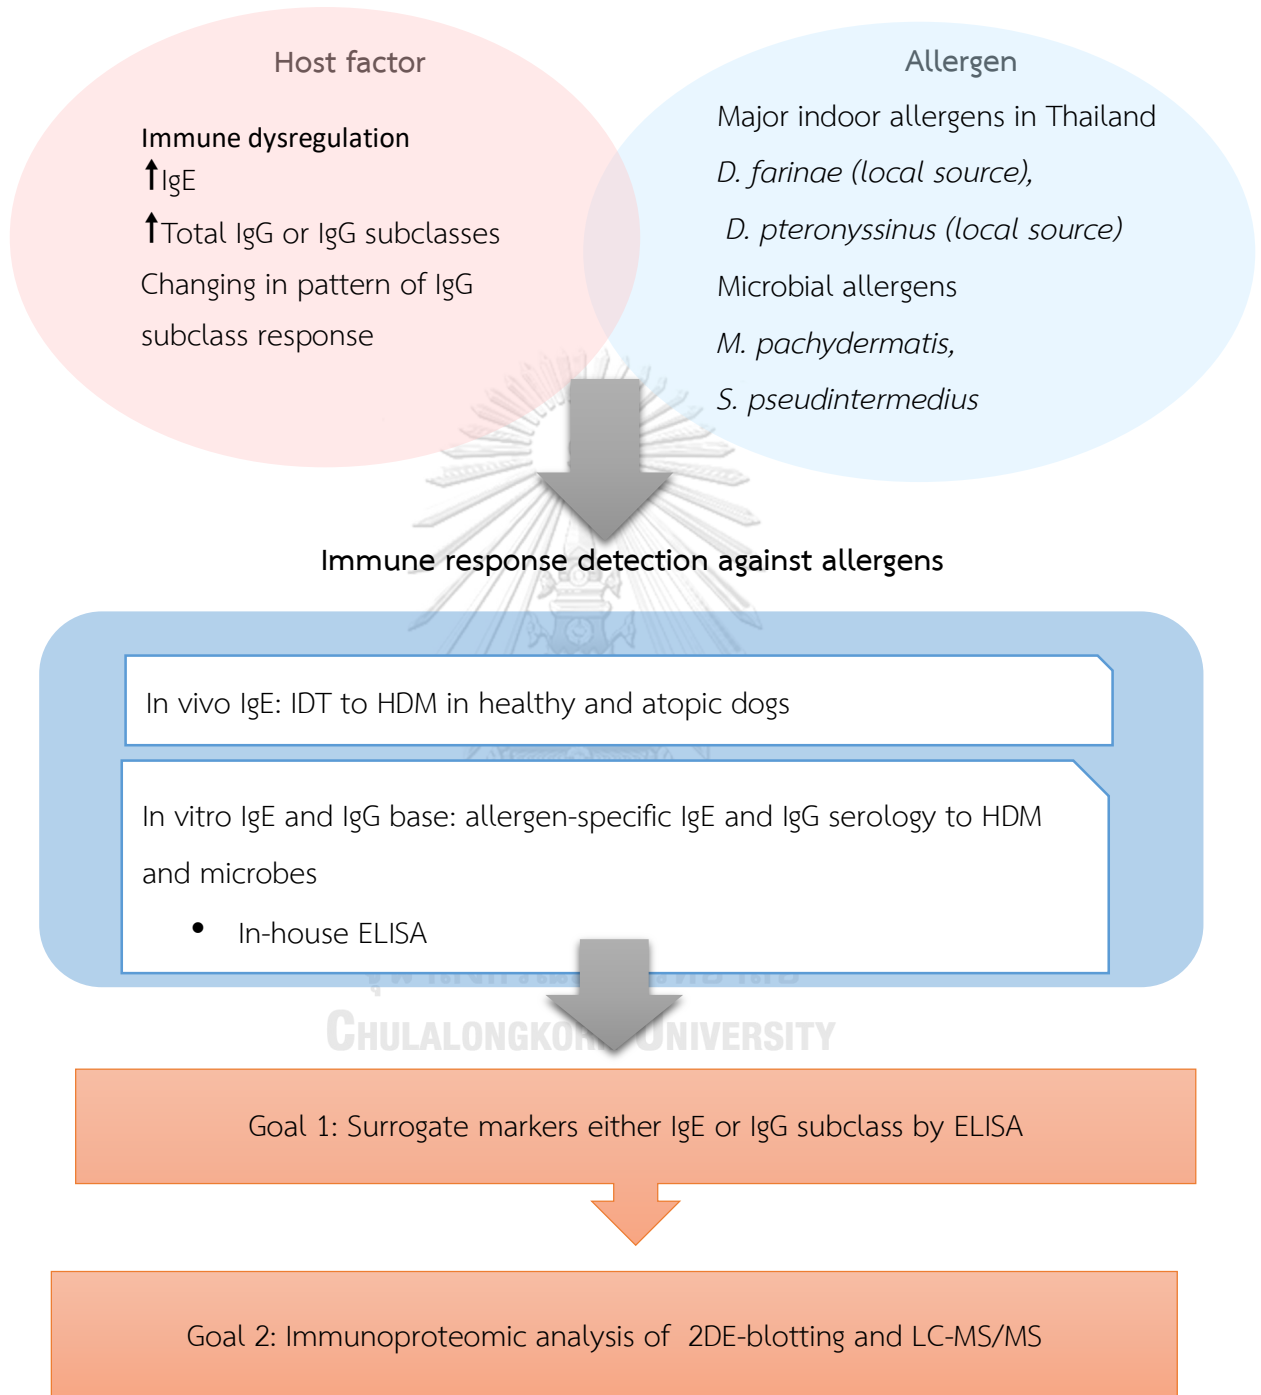 Host factor
Immune dysregulation
↑IgE
↑Total IgG or IgG subclasses
Changing in pattern of IgG
subclass response
Allergen
Major indoor allergens in Thailand
D. farinae (local source),
D. pteronyssinus (local source)
Microbial allergens
M. pachydermatis,
S. pseudintermedius
Immune response detection against allergens
In vivo IgE: IDT to HDM in healthy and atopic dogs
In vitro IgE and IgG base: allergen-specific IgE and IgG serology to HDM
and microbes
• In-house ELISA
CHULALONGKORN UNIVERSITY
Goal 1: Surrogate markers either IgE or IgG subclass by ELISA
Goal 2: Immunoproteomic analysis of 2DE-blotting and LC-MS/MS